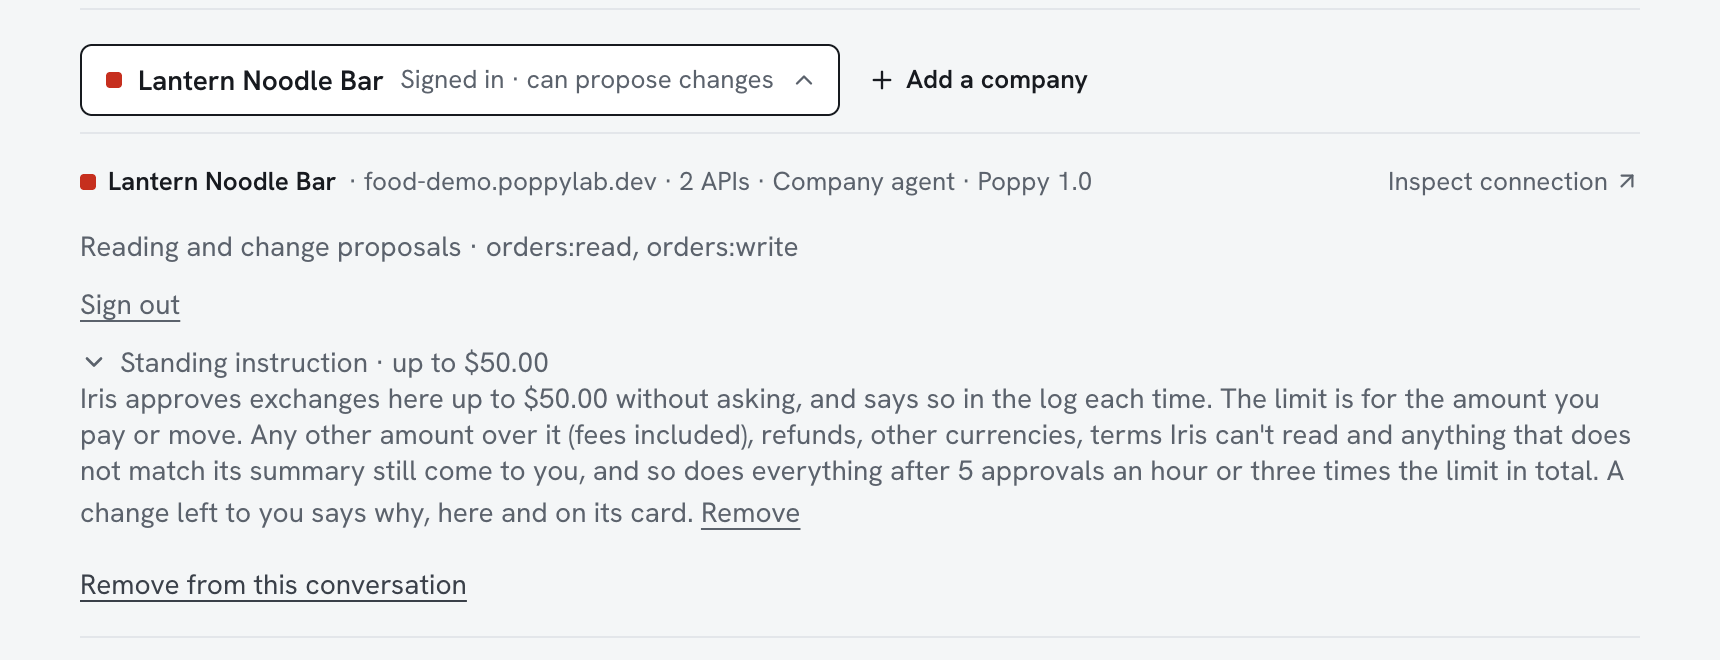 Lantern Noodle Bar Signed in · can propose changes
+ Add a company
Lantern Noodle Bar · food-demo.poppylab.dev · 2 APIs · Company agent · Poppy 1.0
Inspect connection ↗
Reading and change proposals · orders:read, orders:write
Sign out
Standing instruction · up to $50.00
Iris approves exchanges here up to $50.00 without asking, and says so in the log each time. The limit is for the amount you
pay or move. Any other amount over it (fees included), refunds, other currencies, terms Iris can't read and anything that does
not match its summary still come to you, and so does everything after 5 approvals an hour or three times the limit in total. A
change left to you says why, here and on its card. Remove
Remove from this conversation